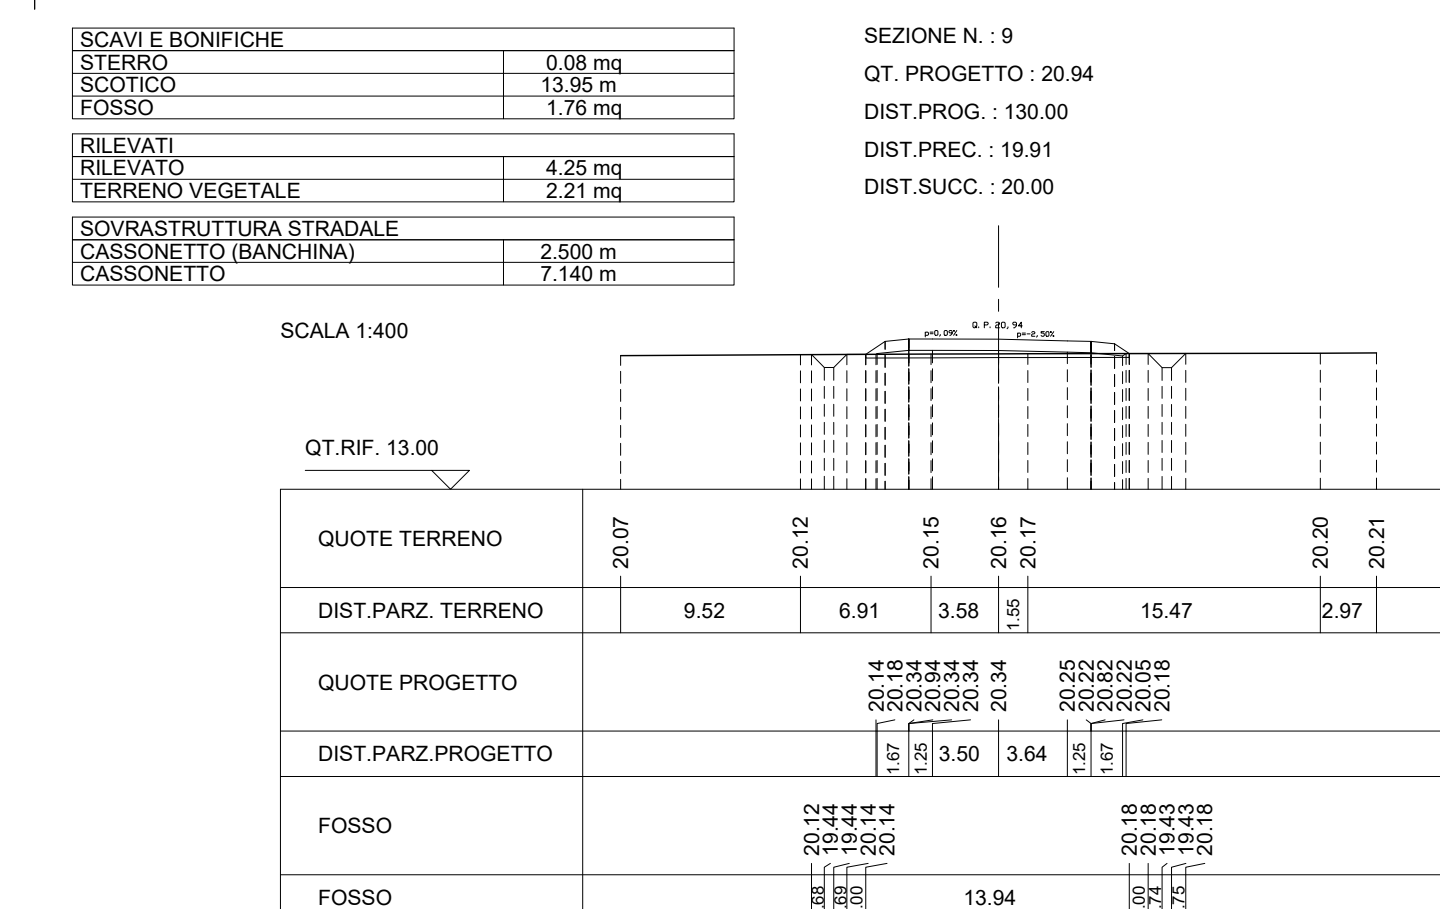 SCAVI E BONIFICHE
STERRO 0.08 mq
SCOTICO 13.95 m
FOSSO 1.76 mq
RILEVATI
RILEVATO 4.25 mq
TERRENO VEGETALE 2.21 mq
SOVRASTRUTTURA STRADALE
CASSONETTO (BANCHINA) 2.500 m
CASSONETTO 7.140 m
SEZIONE N. : 9
QT. PROGETTO : 20.94
DIST.PROG. : 130.00
DIST.PREC. : 19.91
DIST.SUCC. : 20.00
SCALA 1:400
Q. P. 20, 94
p=0, 09% p=-2, 50%
QT.RIF. 13.00
QUOTE TERRENO 20.07 20.12 20.15 20.16 20.17 20.20 20.21
DIST.PARZ. TERRENO 9.52 6.91 3.58 1.55 15.47 2.97
QUOTE PROGETTO 20.14 20.18 20.34 20.94 20.34 20.34 20.34 20.25 20.22 20.82 20.22 20.05 20.18
DIST.PARZ.PROGETTO 1.67 1.25 3.50 3.64 1.25 1.67
FOSSO 20.12 19.44 19.44 20.14 20.14 20.18 20.18 19.43 19.43 20.18
FOSSO .68 .69 .00 13.94 .00 .74 .75